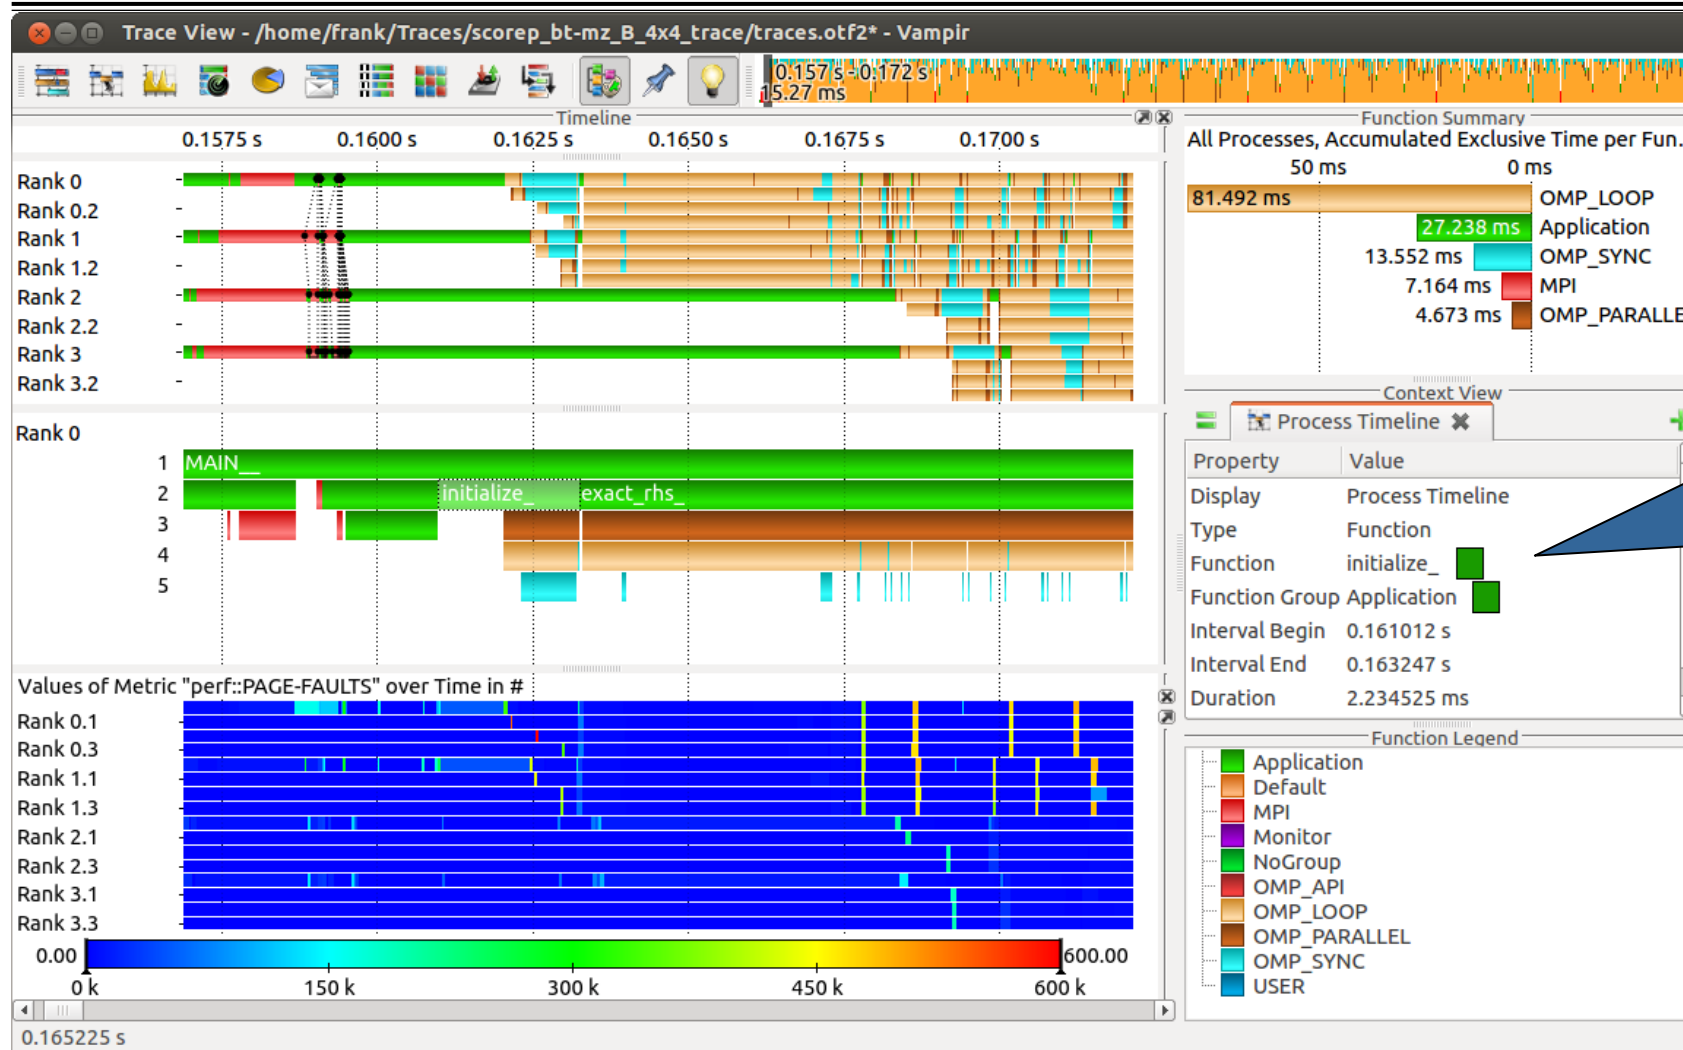 Trace View - /home/frank/Traces/scorep_bt-mz_B_4x4_trace/traces.otf2* - Vampir
0.157 s - 0.172 s
15.27 ms
Timeline
0.1575 s 0.1600 s 0.1625 s 0.1650 s 0.1675 s 0.1700 s
Rank 0
Rank 0.2
Rank 1
Rank 1.2
Rank 2
Rank 2.2
Rank 3
Rank 3.2
Rank 0
1 MAIN__
2 initialize_ exact_rhs_
3
4
5
Values of Metric "perf::PAGE-FAULTS" over Time in #
Rank 0.1
Rank 0.3
Rank 1.1
Rank 1.3
Rank 2.1
Rank 2.3
Rank 3.1
Rank 3.3
0.00 600.00
0 k 150 k 300 k 450 k 600 k
0.165225 s
Function Summary
All Processes, Accumulated Exclusive Time per Fun.
50 ms 0 ms
81.492 ms OMP_LOOP
27.238 ms Application
13.552 ms OMP_SYNC
7.164 ms MPI
4.673 ms OMP_PARALLE
Context View
Process Timeline
Property Value
Display Process Timeline
Type Function
Function initialize_
Function Group Application
Interval Begin 0.161012 s
Interval End 0.163247 s
Duration 2.234525 ms
Function Legend
Application
Default
MPI
Monitor
NoGroup
OMP_API
OMP_LOOP
OMP_PARALLEL
OMP_SYNC
USER